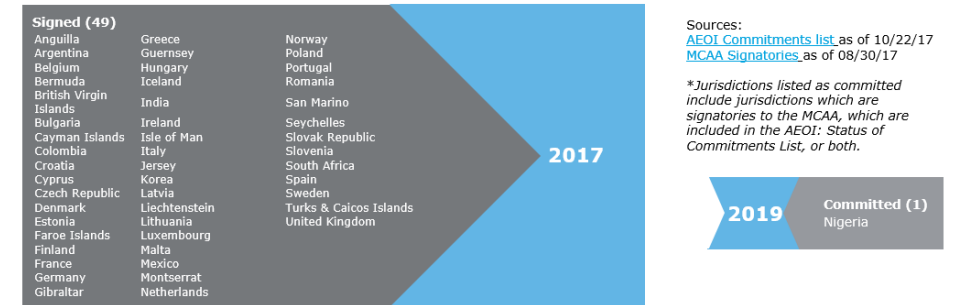 Signed (49)
Anguilla
Argentina
Belgium
Bermuda
British Virgin
Islands
Bulgaria
Cayman Islands
Colombia
Croatia
Cyprus
Czech Republic
Denmark
Estonia
Faroe Islands
Finland
France
Germany
Gibraltar
Greece
Guernsey
Hungary
Iceland
India
Ireland
Isle of Man
Italy
Jersey
Korea
Latvia
Liechtenstein
Lithuania
Luxembourg
Malta
Mexico
Montserrat
Netherlands
Norway
Poland
Portugal
Romania
San Marino
Seychelles
Slovak Republic
Slovenia
South Africa
Spain
Sweden
Turks & Caicos Islands
United Kingdom
2017
Sources:
AEOI Commitments list as of 10/22/17
MCAA Signatories as of 08/30/17
*Jurisdictions listed as committed
include jurisdictions which are
signatories to the MCAA, which are
included in the AEOI: Status of
Commitments List, or both.
2019
Committed (1)
Nigeria